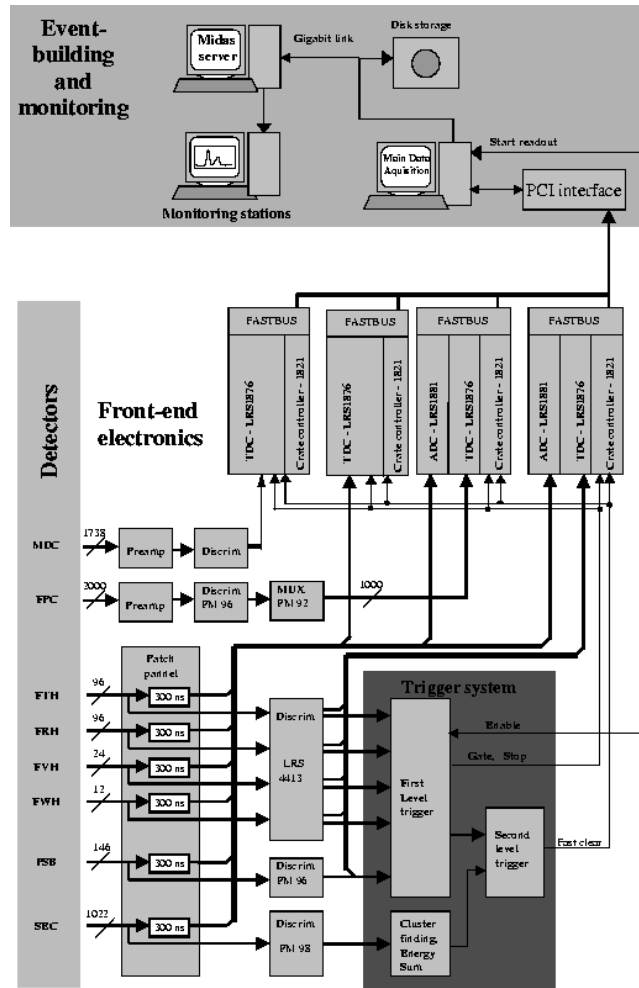 Event-
building
and
monitoring
Midas
server
Gigabit link
Disk storage
Main Data
Aquisition
Start readout
PCI interface
Monitoring stations
Detectors
Front-end
electronics
FASTBUS
TDC - LRS1876
Crate controller - 1821
FASTBUS
TDC - LRS1876
Crate controller - 1821
FASTBUS
ADC - LRS1881
TDC - LRS1876
Crate controller - 1821
FASTBUS
ADC - LRS1881
TDC - LRS1876
Crate controller - 1821
MDC
1738
Preamp
Discrim
FPC
2000
Preamp
Discrim
PM 96
MUX
PM 92
1000
Patch
pannel
FTH
96
300 ns
FRH
96
300 ns
FVH
24
300 ns
FWH
12
300 ns
PSB
146
300 ns
SEC
1022
300 ns
Discrim
LRS
4413
Discrim
PM 96
Discrim
PM 98
Trigger system
First
Level
trigger
Enable
Gate, Stop
Second
level
trigger
Fast clear
Cluster
finding,
Energy
Sum